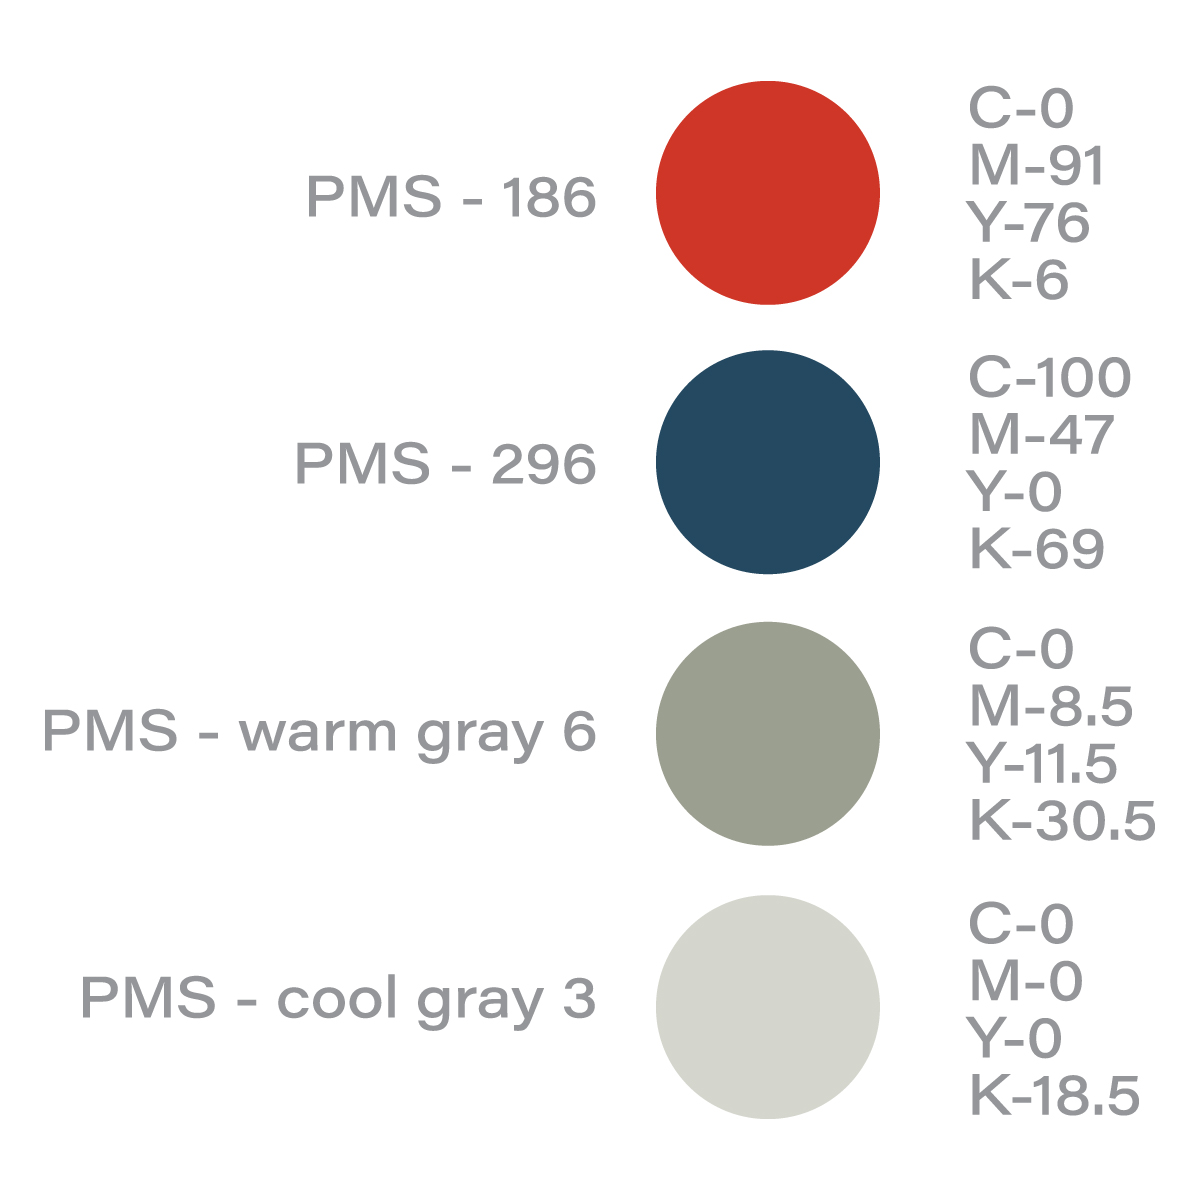 PMS - 186
C-0
M-91
Y-76
K-6
PMS - 296
C-100
M-47
Y-0
K-69
PMS - warm gray 6
C-0
M-8.5
Y-11.5
K-30.5
PMS - cool gray 3
C-0
M-0
Y-0
K-18.5